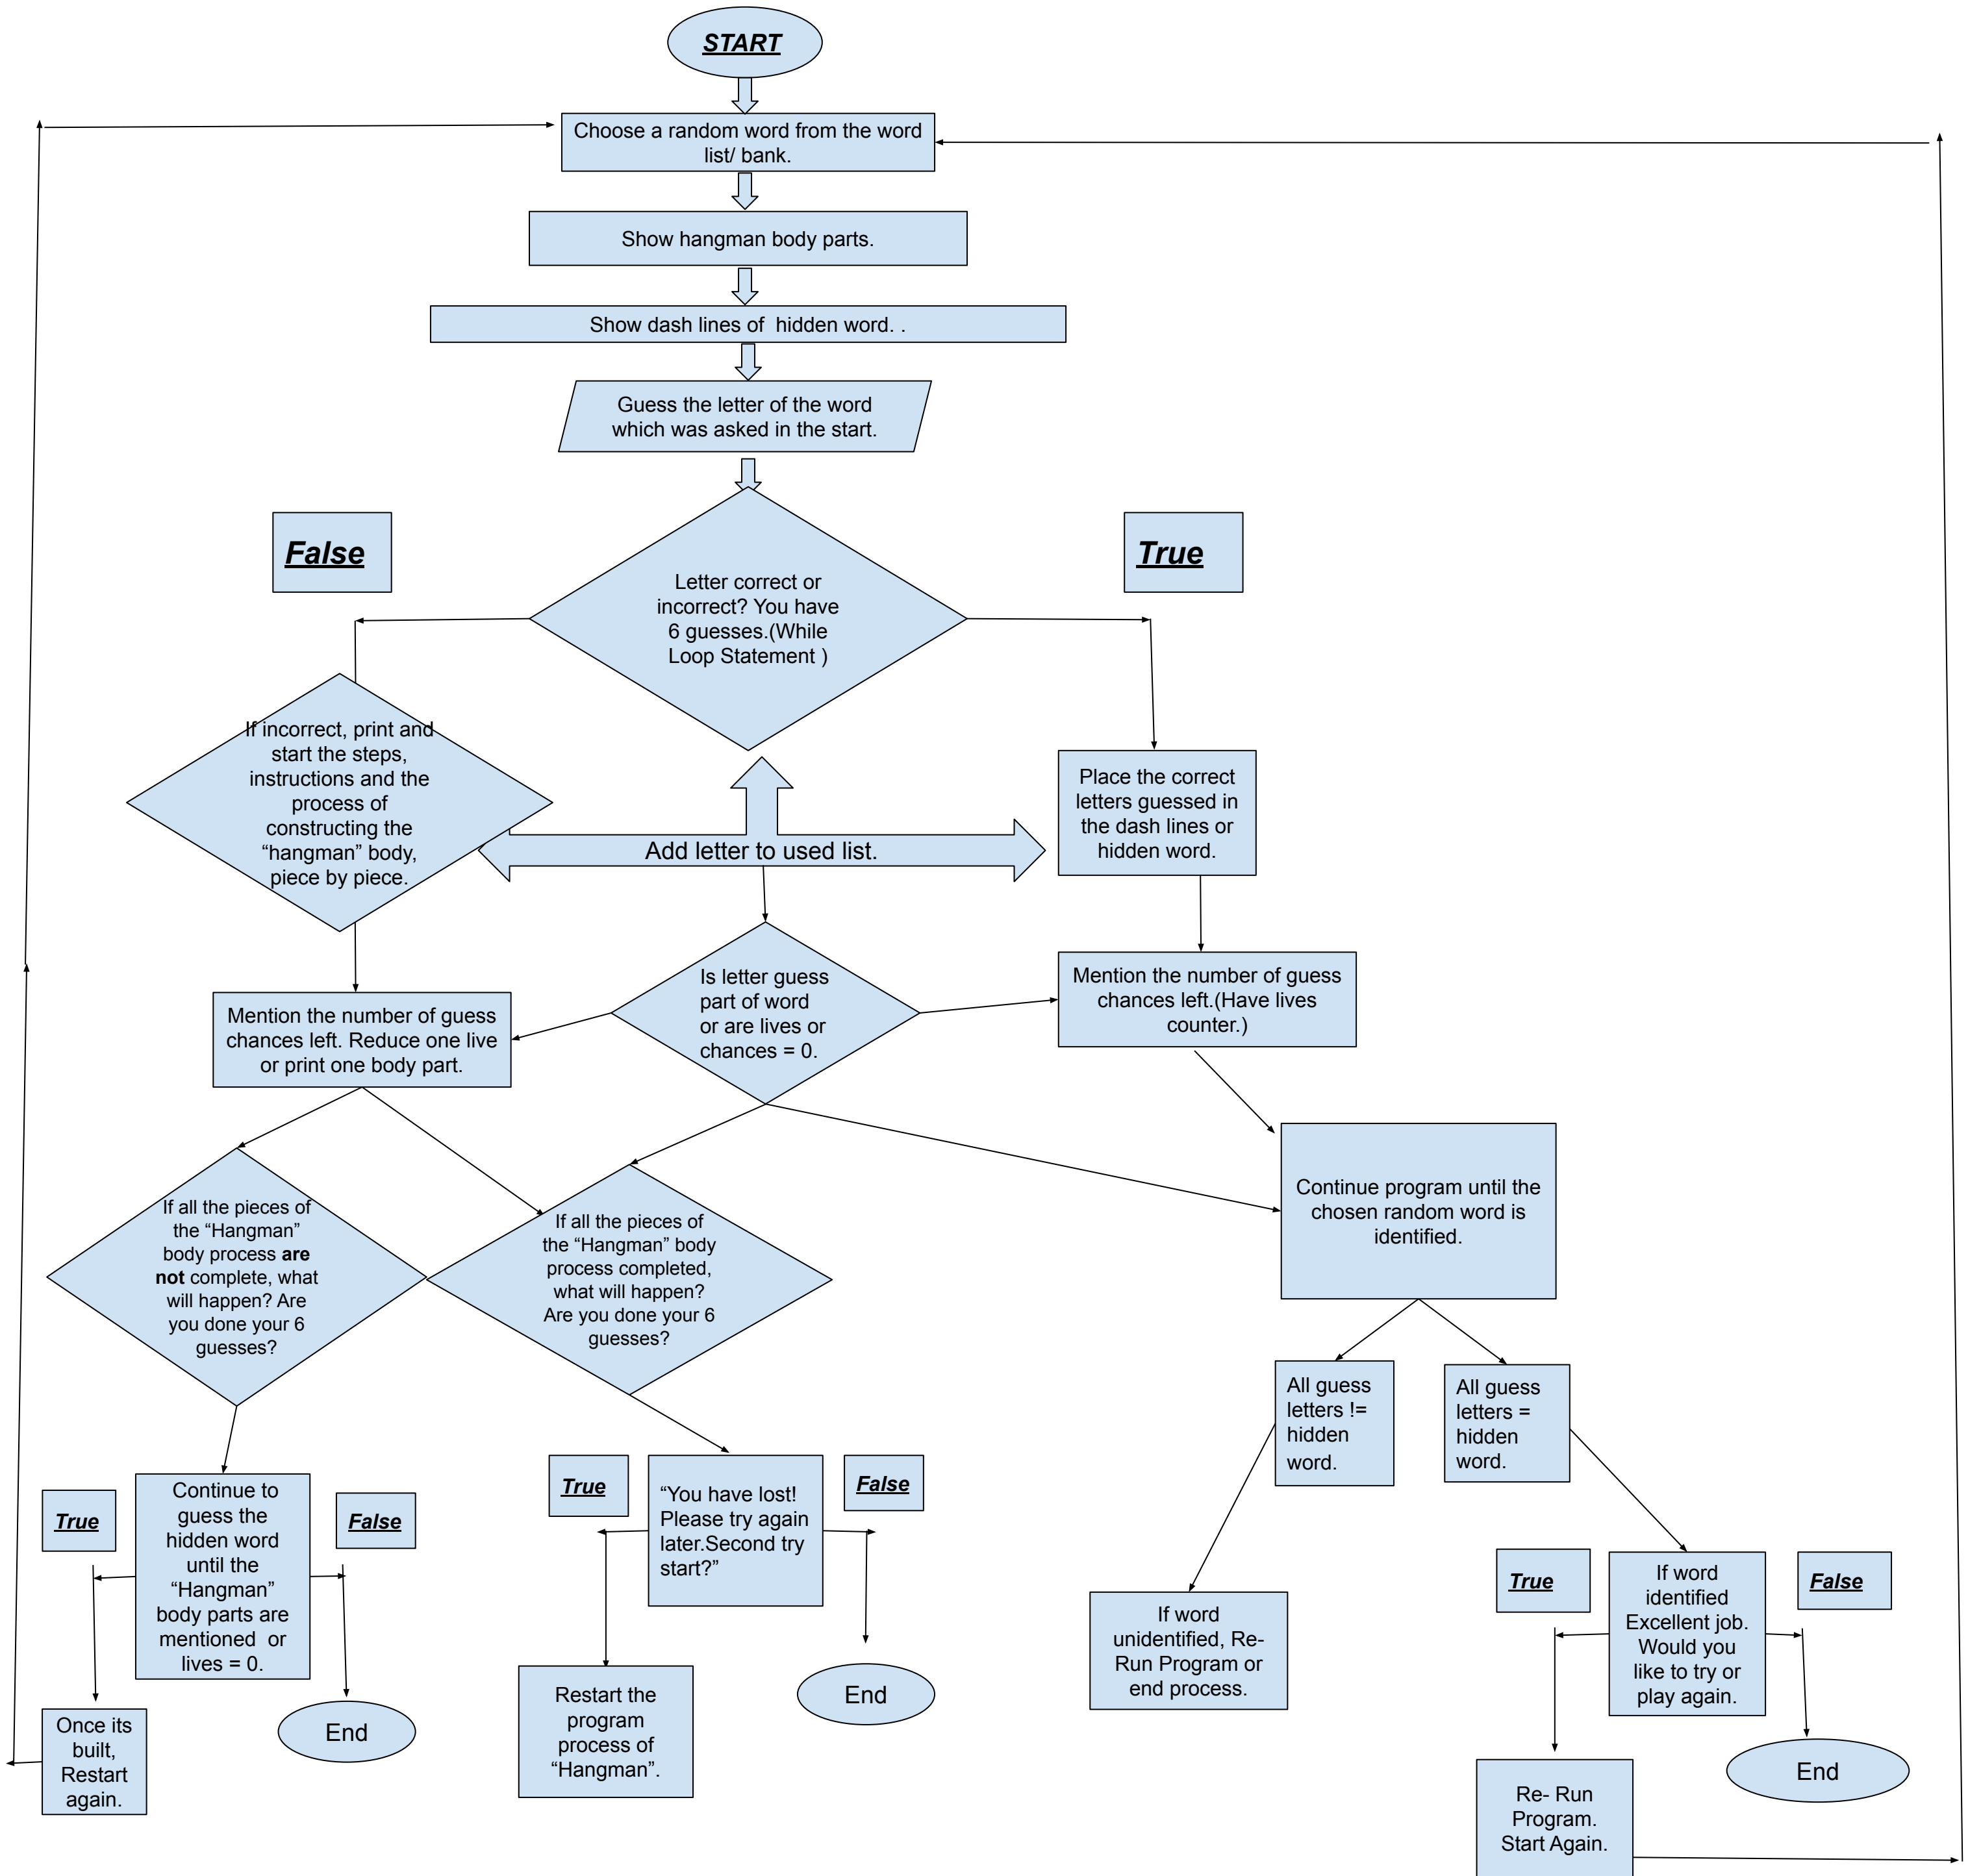 START
Choose a random word from the word
list/ bank.
Show hangman body parts.
Show dash lines of  hidden word. .
Guess the letter of the word
which was asked in the start.
False
True
Letter correct or
incorrect? You have
6 guesses.(While
Loop Statement )
If incorrect, print and
start the steps,
instructions and the
process of
constructing the
“hangman” body,
piece by piece.
Place the correct
letters guessed in
the dash lines or
hidden word.
Add letter to used list.
Is letter guess
part of word
or are lives or
chances = 0.
Mention the number of guess
chances left. Reduce one live
or print one body part.
Mention the number of guess
chances left.(Have lives
counter.)
If all the pieces of
the “Hangman”
body process are
not complete, what
will happen? Are
you done your 6
guesses?
If all the pieces of
the “Hangman” body
process completed,
what will happen?
Are you done your 6
guesses?
Continue program until the
chosen random word is
identified.
All guess
letters !=
hidden
word.
All guess
letters =
hidden
word.
True
Continue to
guess the
hidden word
until the
“Hangman”
body parts are
mentioned  or
lives = 0.
False
True
“You have lost!
Please try again
later.Second try
start?”
False
If word
unidentified, Re-
Run Program or
end process.
True
If word
identified
Excellent job.
Would you
like to try or
play again.
False
Once its
built,
Restart
again.
End
Restart the
program
process of
“Hangman”.
End
Re- Run
Program.
Start Again.
End